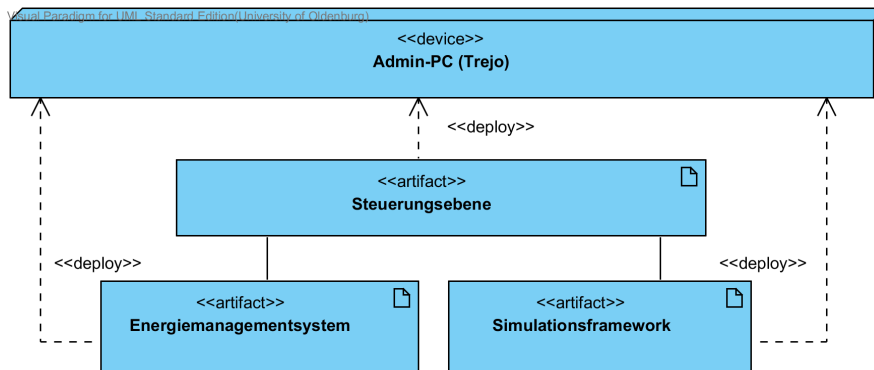 Visual Paradigm for UML Standard Edition(University of Oldenburg)
<<device>>
Admin-PC (Trejo)
<<deploy>>
<<artifact>>
Steuerungsebene
<<deploy>>
<<deploy>>
<<artifact>>
Energiemanagementsystem
<<artifact>>
Simulationsframework